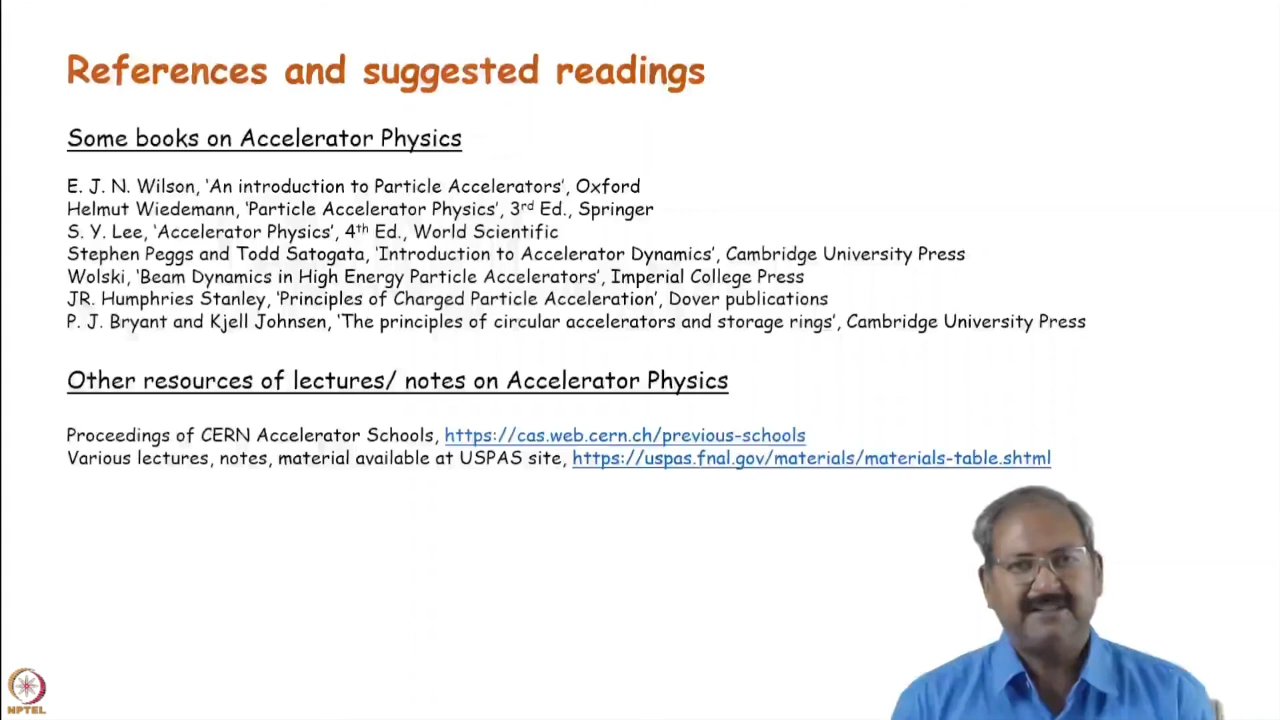 References and suggested readings
Some books on Accelerator Physics
E. J. N. Wilson, ‘An introduction to Particle Accelerators’, Oxford
Helmut Wiedemann, ‘Particle Accelerator Physics’, 3rd Ed., Springer
S. Y. Lee, ‘Accelerator Physics’, 4th Ed., World Scientific
Stephen Peggs and Todd Satogata, ‘Introduction to Accelerator Dynamics’, Cambridge University Press
Wolski, ‘Beam Dynamics in High Energy Particle Accelerators’, Imperial College Press
JR. Humphries Stanley, ‘Principles of Charged Particle Acceleration’, Dover publications
P. J. Bryant and Kjell Johnsen, ‘The principles of circular accelerators and storage rings’, Cambridge University Press
Other resources of lectures/ notes on Accelerator Physics
Proceedings of CERN Accelerator Schools, https://cas.web.cern.ch/previous-schools
Various lectures, notes, material available at USPAS site, https://uspas.fnal.gov/materials/materials-table.shtml
NPTEL